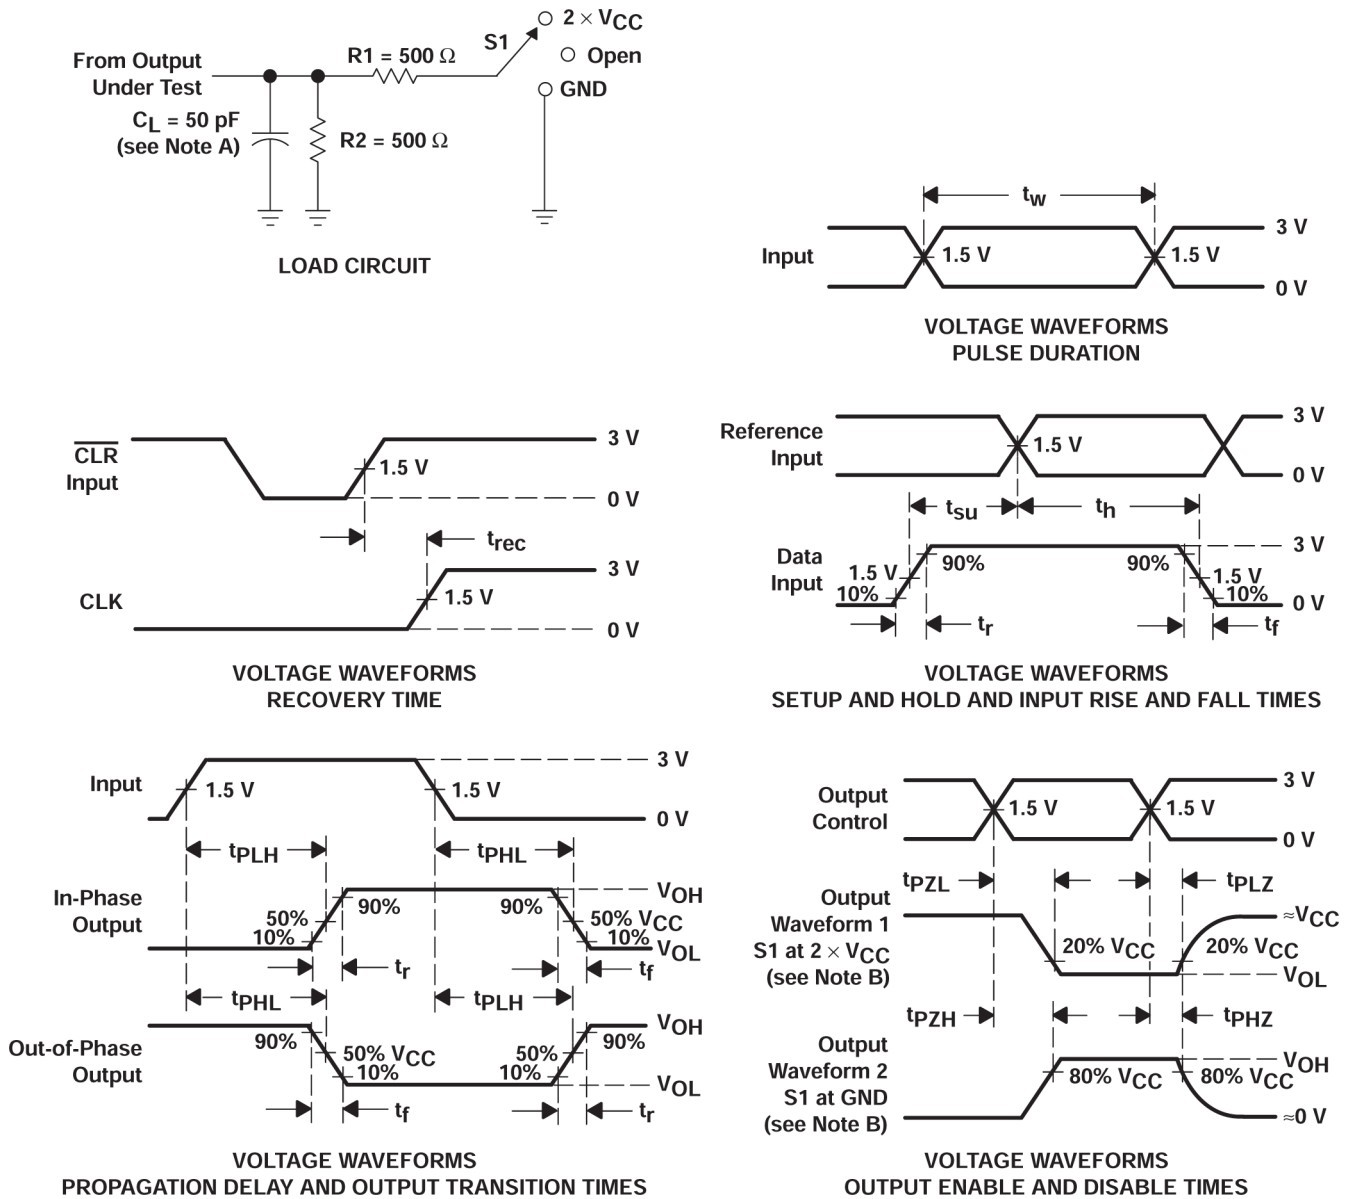 2 × VCC
S1
Open
GND
From Output
Under Test
R1 = 500 Ω
CL = 50 pF
(see Note A)
R2 = 500 Ω
LOAD CIRCUIT
tw
Input
1.5 V
1.5 V
3 V
0 V
VOLTAGE WAVEFORMS
PULSE DURATION
CLR
Input
1.5 V
3 V
0 V
trec
CLK
1.5 V
3 V
0 V
VOLTAGE WAVEFORMS
RECOVERY TIME
Reference
Input
1.5 V
3 V
0 V
tsu
th
Data
Input
1.5 V
10%
90%
90%
1.5 V
10%
3 V
0 V
tr
tf
VOLTAGE WAVEFORMS
SETUP AND HOLD AND INPUT RISE AND FALL TIMES
Input
1.5 V
1.5 V
3 V
0 V
tPLH
tPHL
In-Phase
Output
50%
10%
90%
90%
50% VCC
10%
VOH
VOL
tr
tf
tPHL
tPLH
Out-of-Phase
Output
90%
50% VCC
10%
50%
10%
90%
VOH
VOL
tf
tr
VOLTAGE WAVEFORMS
PROPAGATION DELAY AND OUTPUT TRANSITION TIMES
Output
Control
1.5 V
1.5 V
3 V
0 V
tPZL
tPLZ
Output
Waveform 1
S1 at 2 × VCC
(see Note B)
20% VCC
20% VCC
≈VCC
VOL
tPZH
tPHZ
Output
Waveform 2
S1 at GND
(see Note B)
80% VCC
80% VCC
VOH
≈0 V
VOLTAGE WAVEFORMS
OUTPUT ENABLE AND DISABLE TIMES